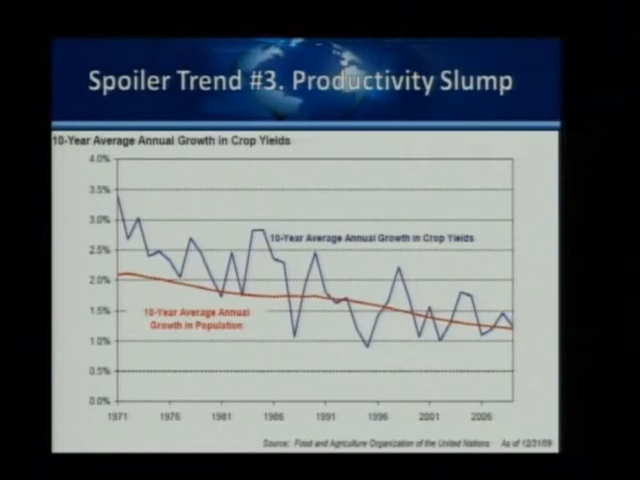 Spoiler Trend #3. Productivity Slump
10-Year Average Annual Growth in Crop Yields
4.0%
3.5%
3.0%
2.5%
2.0%
1.5%
1.0%
0.5%
0.0%
10-Year Average Annual Growth in Crop Yields
10-Year Average Annual
Growth in Population
1971 1976 1981 1986 1991 1996 2001 2006
Source: Food and Agriculture Organization of the United Nations As of 12/31/09